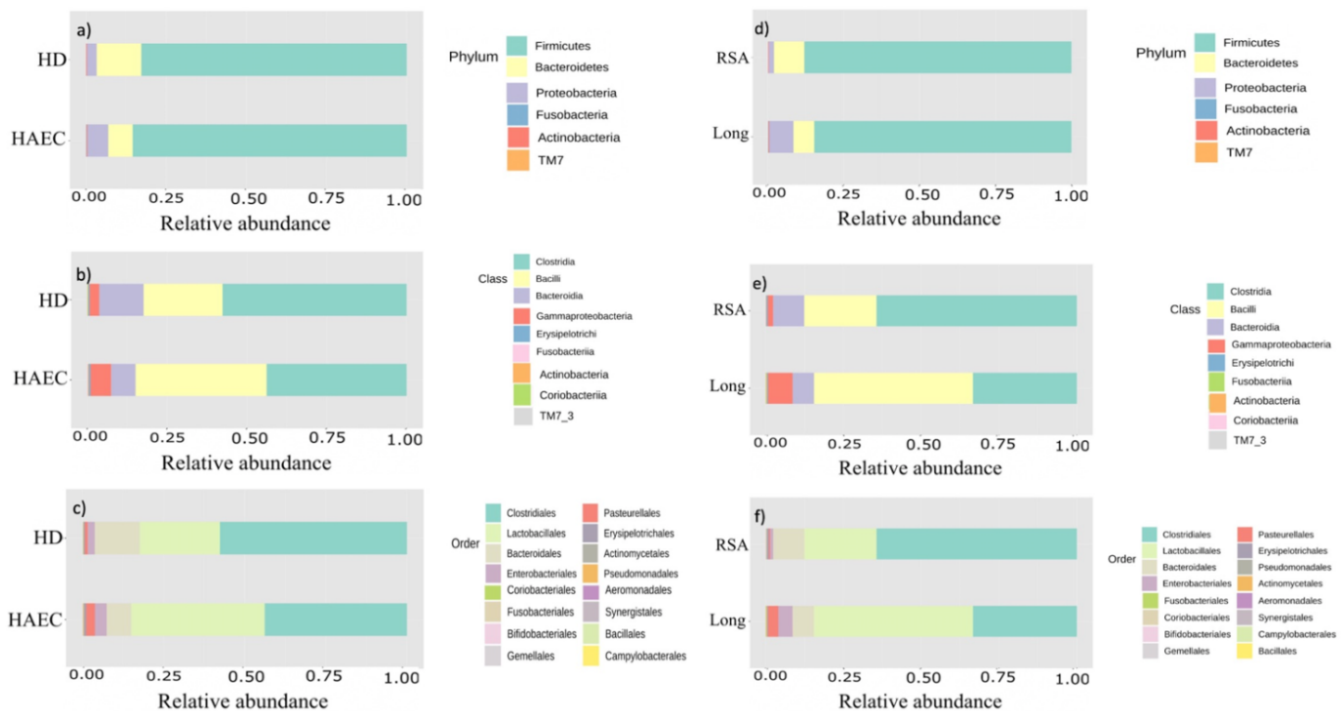 a)
HD
HAEC
0.00 0.25 0.50 0.75 1.00
Relative abundance
Phylum
Firmicutes
Bacteroidetes
Proteobacteria
Fusobacteria
Actinobacteria
TM7
d)
RSA
Long
0.00 0.25 0.50 0.75 1.00
Relative abundance
Phylum
Firmicutes
Bacteroidetes
Proteobacteria
Fusobacteria
Actinobacteria
TM7
b)
HD
HAEC
0.00 0.25 0.50 0.75 1.00
Relative abundance
Class
Clostridia
Bacilli
Bacteroidia
Gammaproteobacteria
Erysipelotrichi
Fusobacteriia
Actinobacteria
Coriobacteriia
TM7_3
e)
RSA
Long
0.00 0.25 0.50 0.75 1.00
Relative abundance
Class
Clostridia
Bacilli
Bacteroidia
Gammaproteobacteria
Erysipelotrichi
Fusobacteriia
Actinobacteria
Coriobacteriia
TM7_3
c)
HD
HAEC
0.00 0.25 0.50 0.75 1.00
Relative abundance
Order
Clostridiales Pasteurellales
Lactobacillales Erysipelotrichales
Bacteroidales Actinomycetales
Enterobacteriales Pseudomonadales
Coriobacteriales Aeromonadales
Fusobacteriales Synergistales
Bifidobacteriales Bacillales
Gemellales Campylobacterales
f)
RSA
Long
0.00 0.25 0.50 0.75 1.00
Relative abundance
Order
Clostridiales Pasteurellales
Lactobacillales Erysipelotrichales
Bacteroidales Pseudomonadales
Enterobacteriales Actinomycetales
Fusobacteriales Aeromonadales
Coriobacteriales Synergistales
Bifidobacteriales Campylobacterales
Gemellales Bacillales